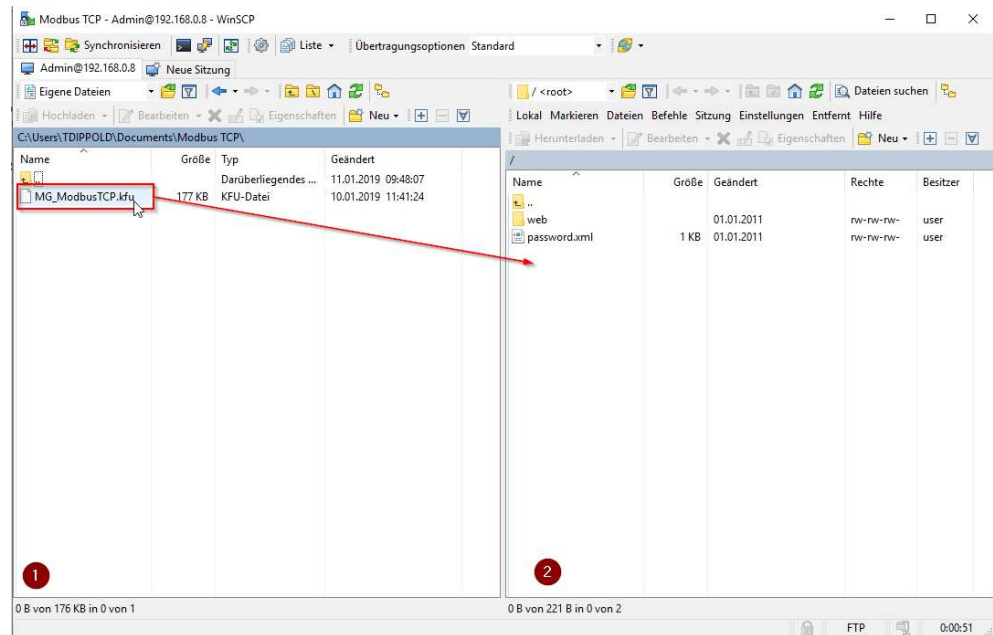 Modbus TCP - Admin@192.168.0.8 - WinSCP
Synchronisieren Liste Übertragungsoptionen Standard
Admin@192.168.0.8 Neue Sitzung
Eigene Dateien
Hochladen Bearbeiten Eigenschaften Neu
C:\Users\TDIPPOLD\Documents\Modbus TCP\
Name Größe Typ Geändert
.. Darüberliegendes ... 11.01.2019 09:48:07
MG_ModbusTCP.kfu 177 KB KFU-Datei 10.01.2019 11:41:24
1
0 B von 176 KB in 0 von 1
/ <root> Dateien suchen
Lokal Markieren Dateien Befehle Sitzung Einstellungen Entfernt Hilfe
Herunterladen Bearbeiten Eigenschaften Neu
/
Name Größe Geändert Rechte Besitzer
..
web 01.01.2011 rw-rw-rw- user
password.xml 1 KB 01.01.2011 rw-rw-rw- user
2
0 B von 221 B in 0 von 2
FTP 0:00:51